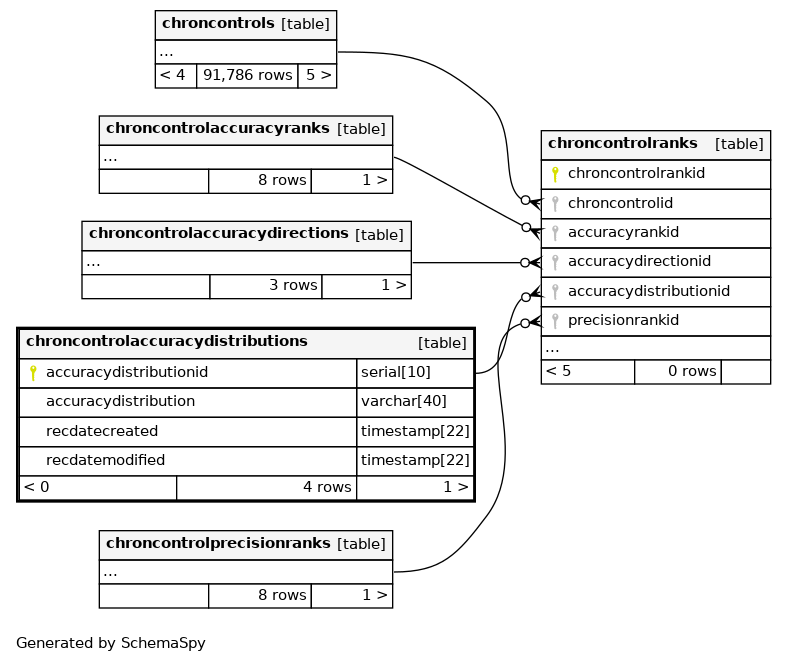 chroncontrols [table]
...
< 4 91,786 rows 5 >
chroncontrolaccuracyranks [table]
...
8 rows 1 >
chroncontrolaccuracydirections [table]
...
3 rows 1 >
chroncontrolaccuracydistributions [table]
accuracydistributionid serial[10]
accuracydistribution varchar[40]
recdatecreated timestamp[22]
recdatemodified timestamp[22]
< 0 4 rows 1 >
chroncontrolprecisionranks [table]
...
8 rows 1 >
chroncontrolranks [table]
chroncontrolrankid
chroncontrolid
accuracyrankid
accuracydirectionid
accuracydistributionid
precisionrankid
...
< 5 0 rows
Generated by SchemaSpy